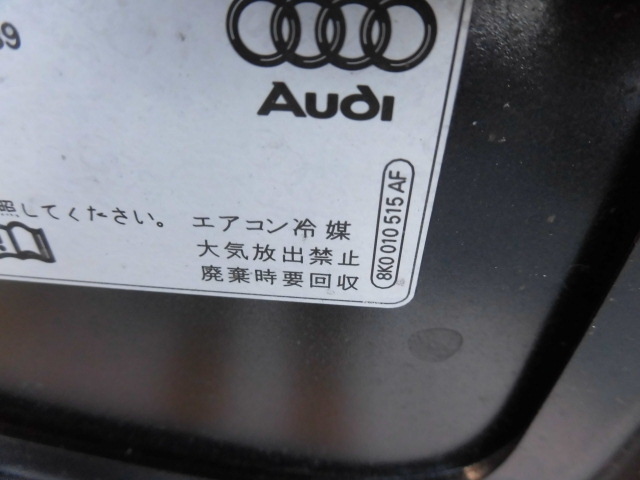 9
Audi
照してください。
エアコン冷媒
大気放出禁止
廃棄時要回収
8K0 010 515 AF